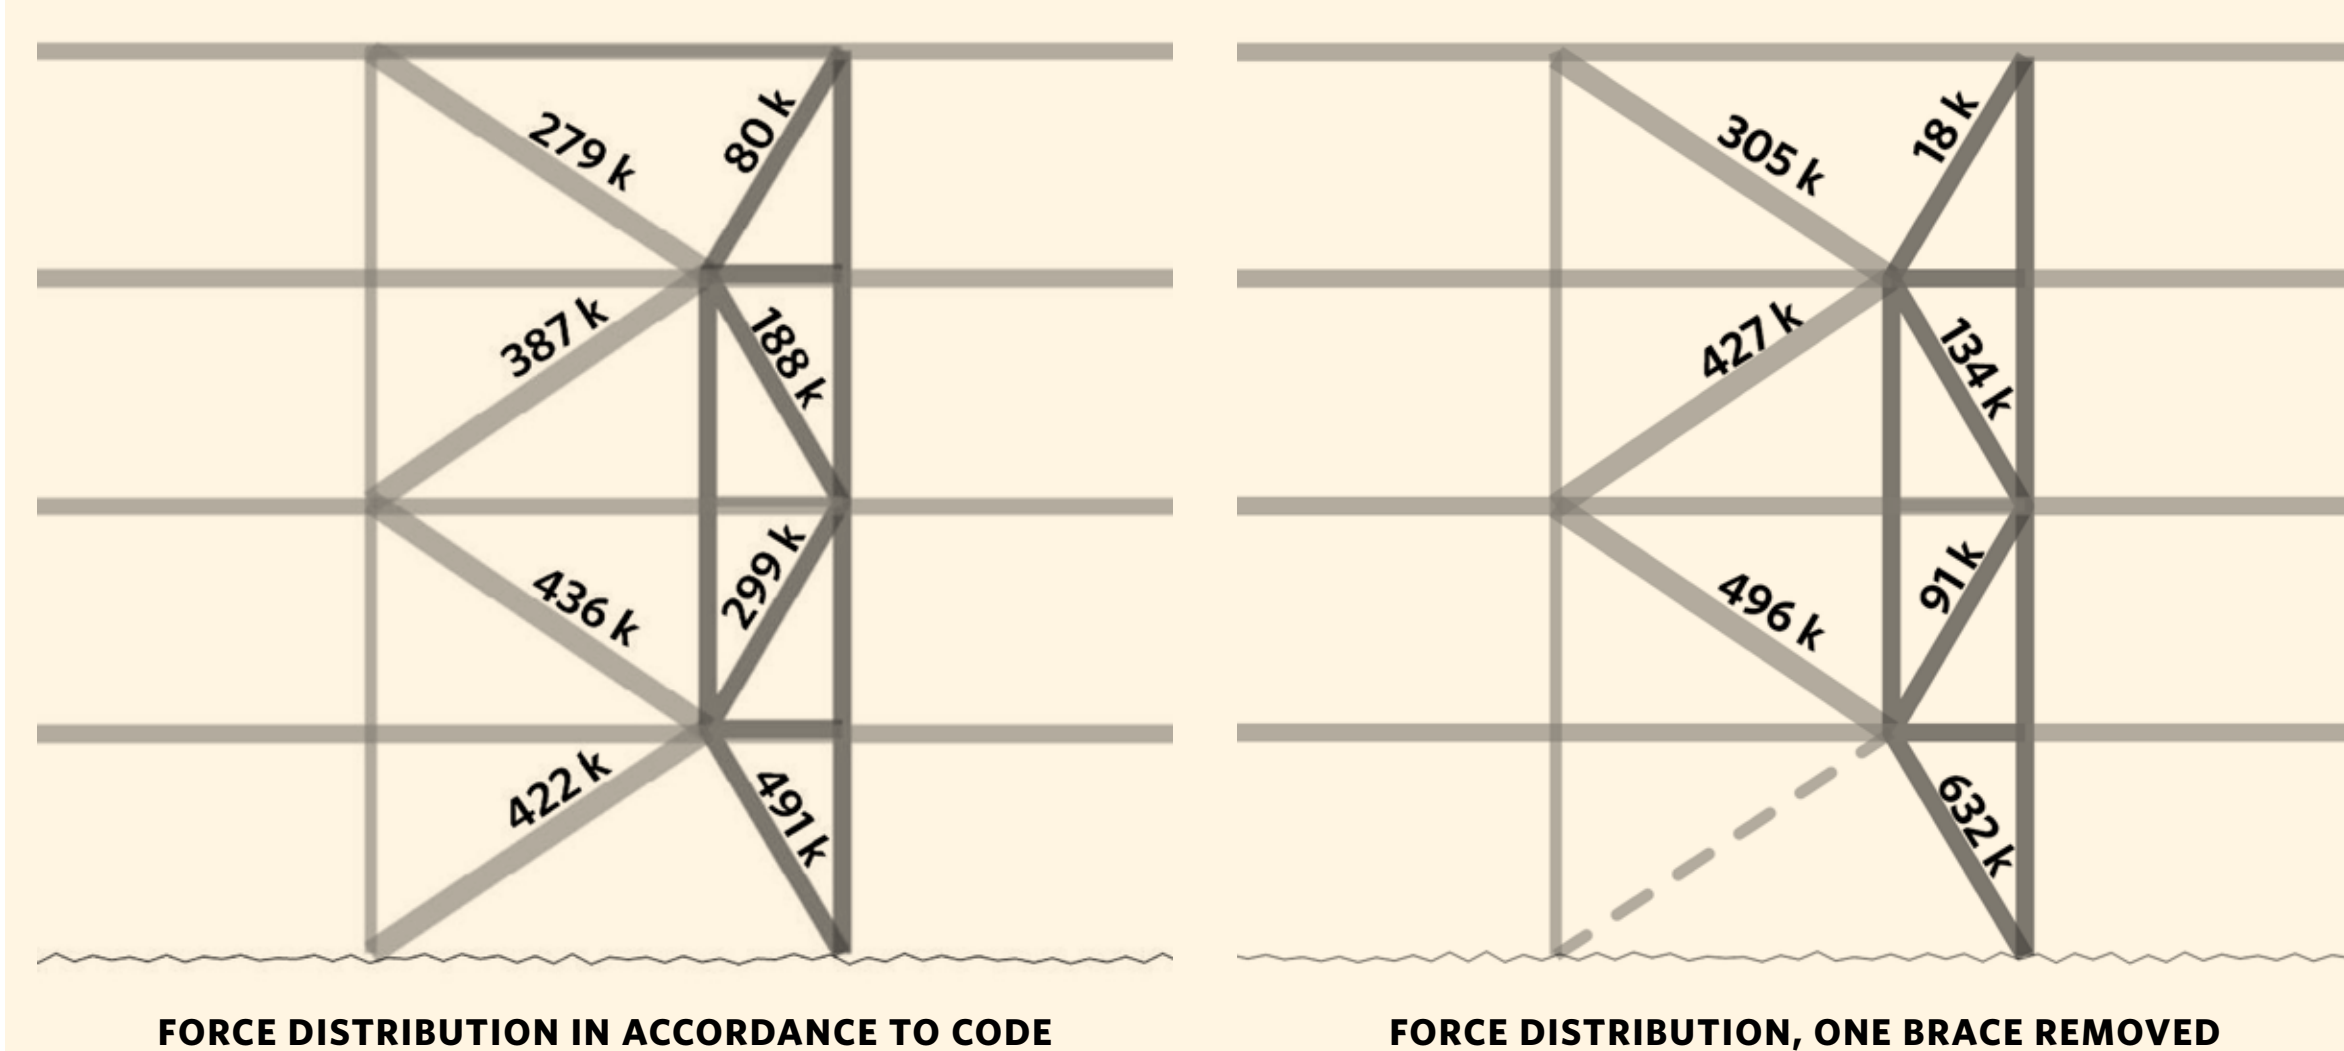 279 k
80 k
387 k
188 k
436 k
299 k
422 k
491 k
FORCE DISTRIBUTION IN ACCORDANCE TO CODE
305 k
18 k
427 k
134 k
496 k
91 k
632 k
FORCE DISTRIBUTION, ONE BRACE REMOVED